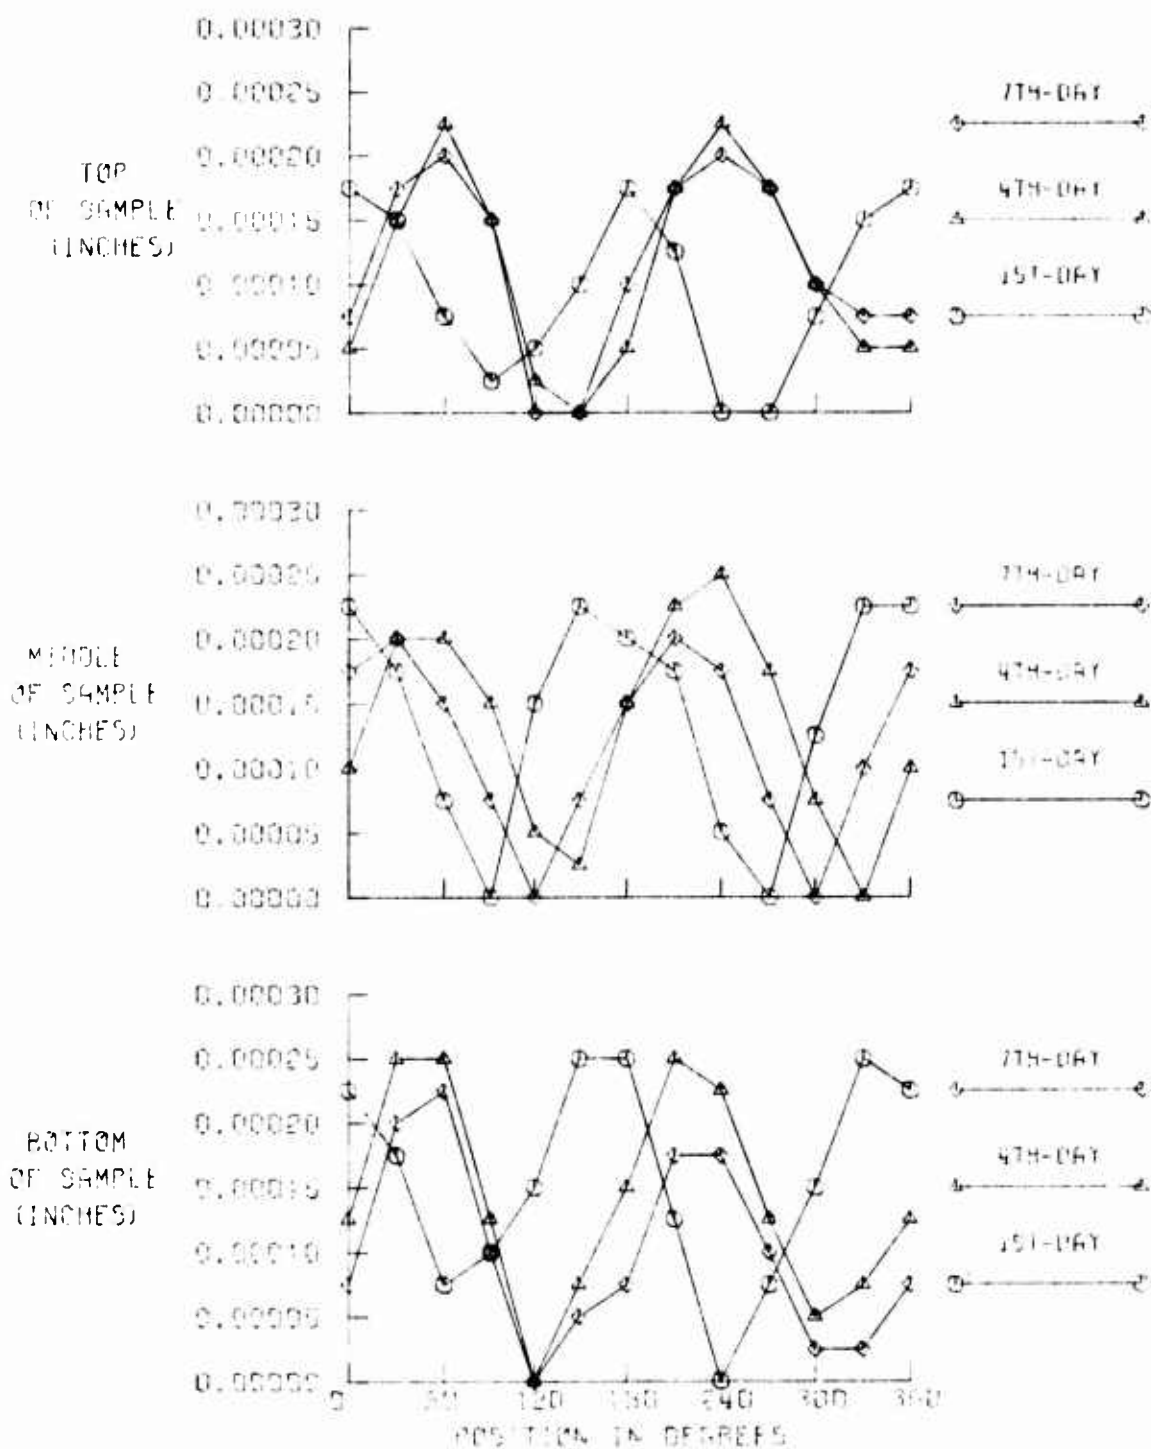 0.00030
0.00025
0.00020
0.00015
0.00010
0.00005
0.00000
TOP
OF SAMPLE
(INCHES)
7TH-DAY
4TH-DAY
1ST-DAY
0.00030
0.00025
0.00020
0.00015
0.00010
0.00005
0.00000
MIDDLE
OF SAMPLE
(INCHES)
7TH-DAY
4TH-DAY
1ST-DAY
0.00030
0.00025
0.00020
0.00015
0.00010
0.00005
0.00000
BOTTOM
OF SAMPLE
(INCHES)
7TH-DAY
4TH-DAY
1ST-DAY
0 60 120 180 240 300 360
POSITION IN DEGREES